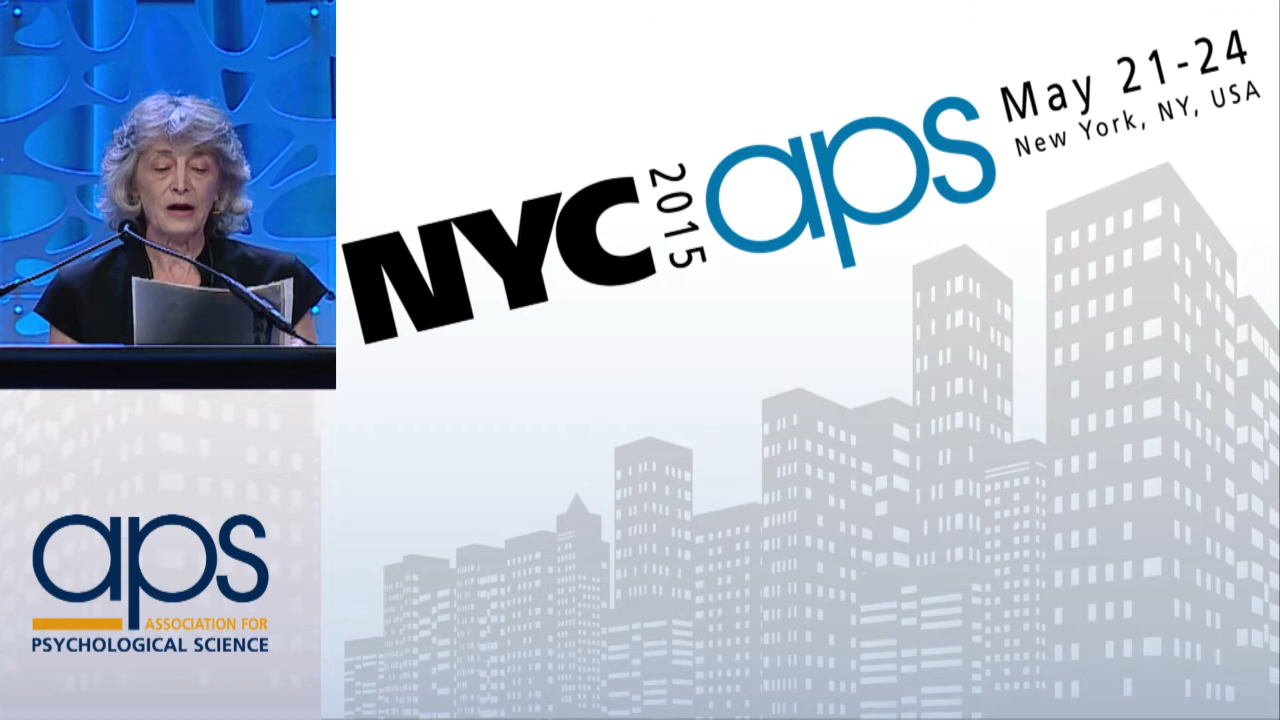 NYC
2015
aps
May 21-24
New York, NY, USA
aps
ASSOCIATION FOR
PSYCHOLOGICAL SCIENCE